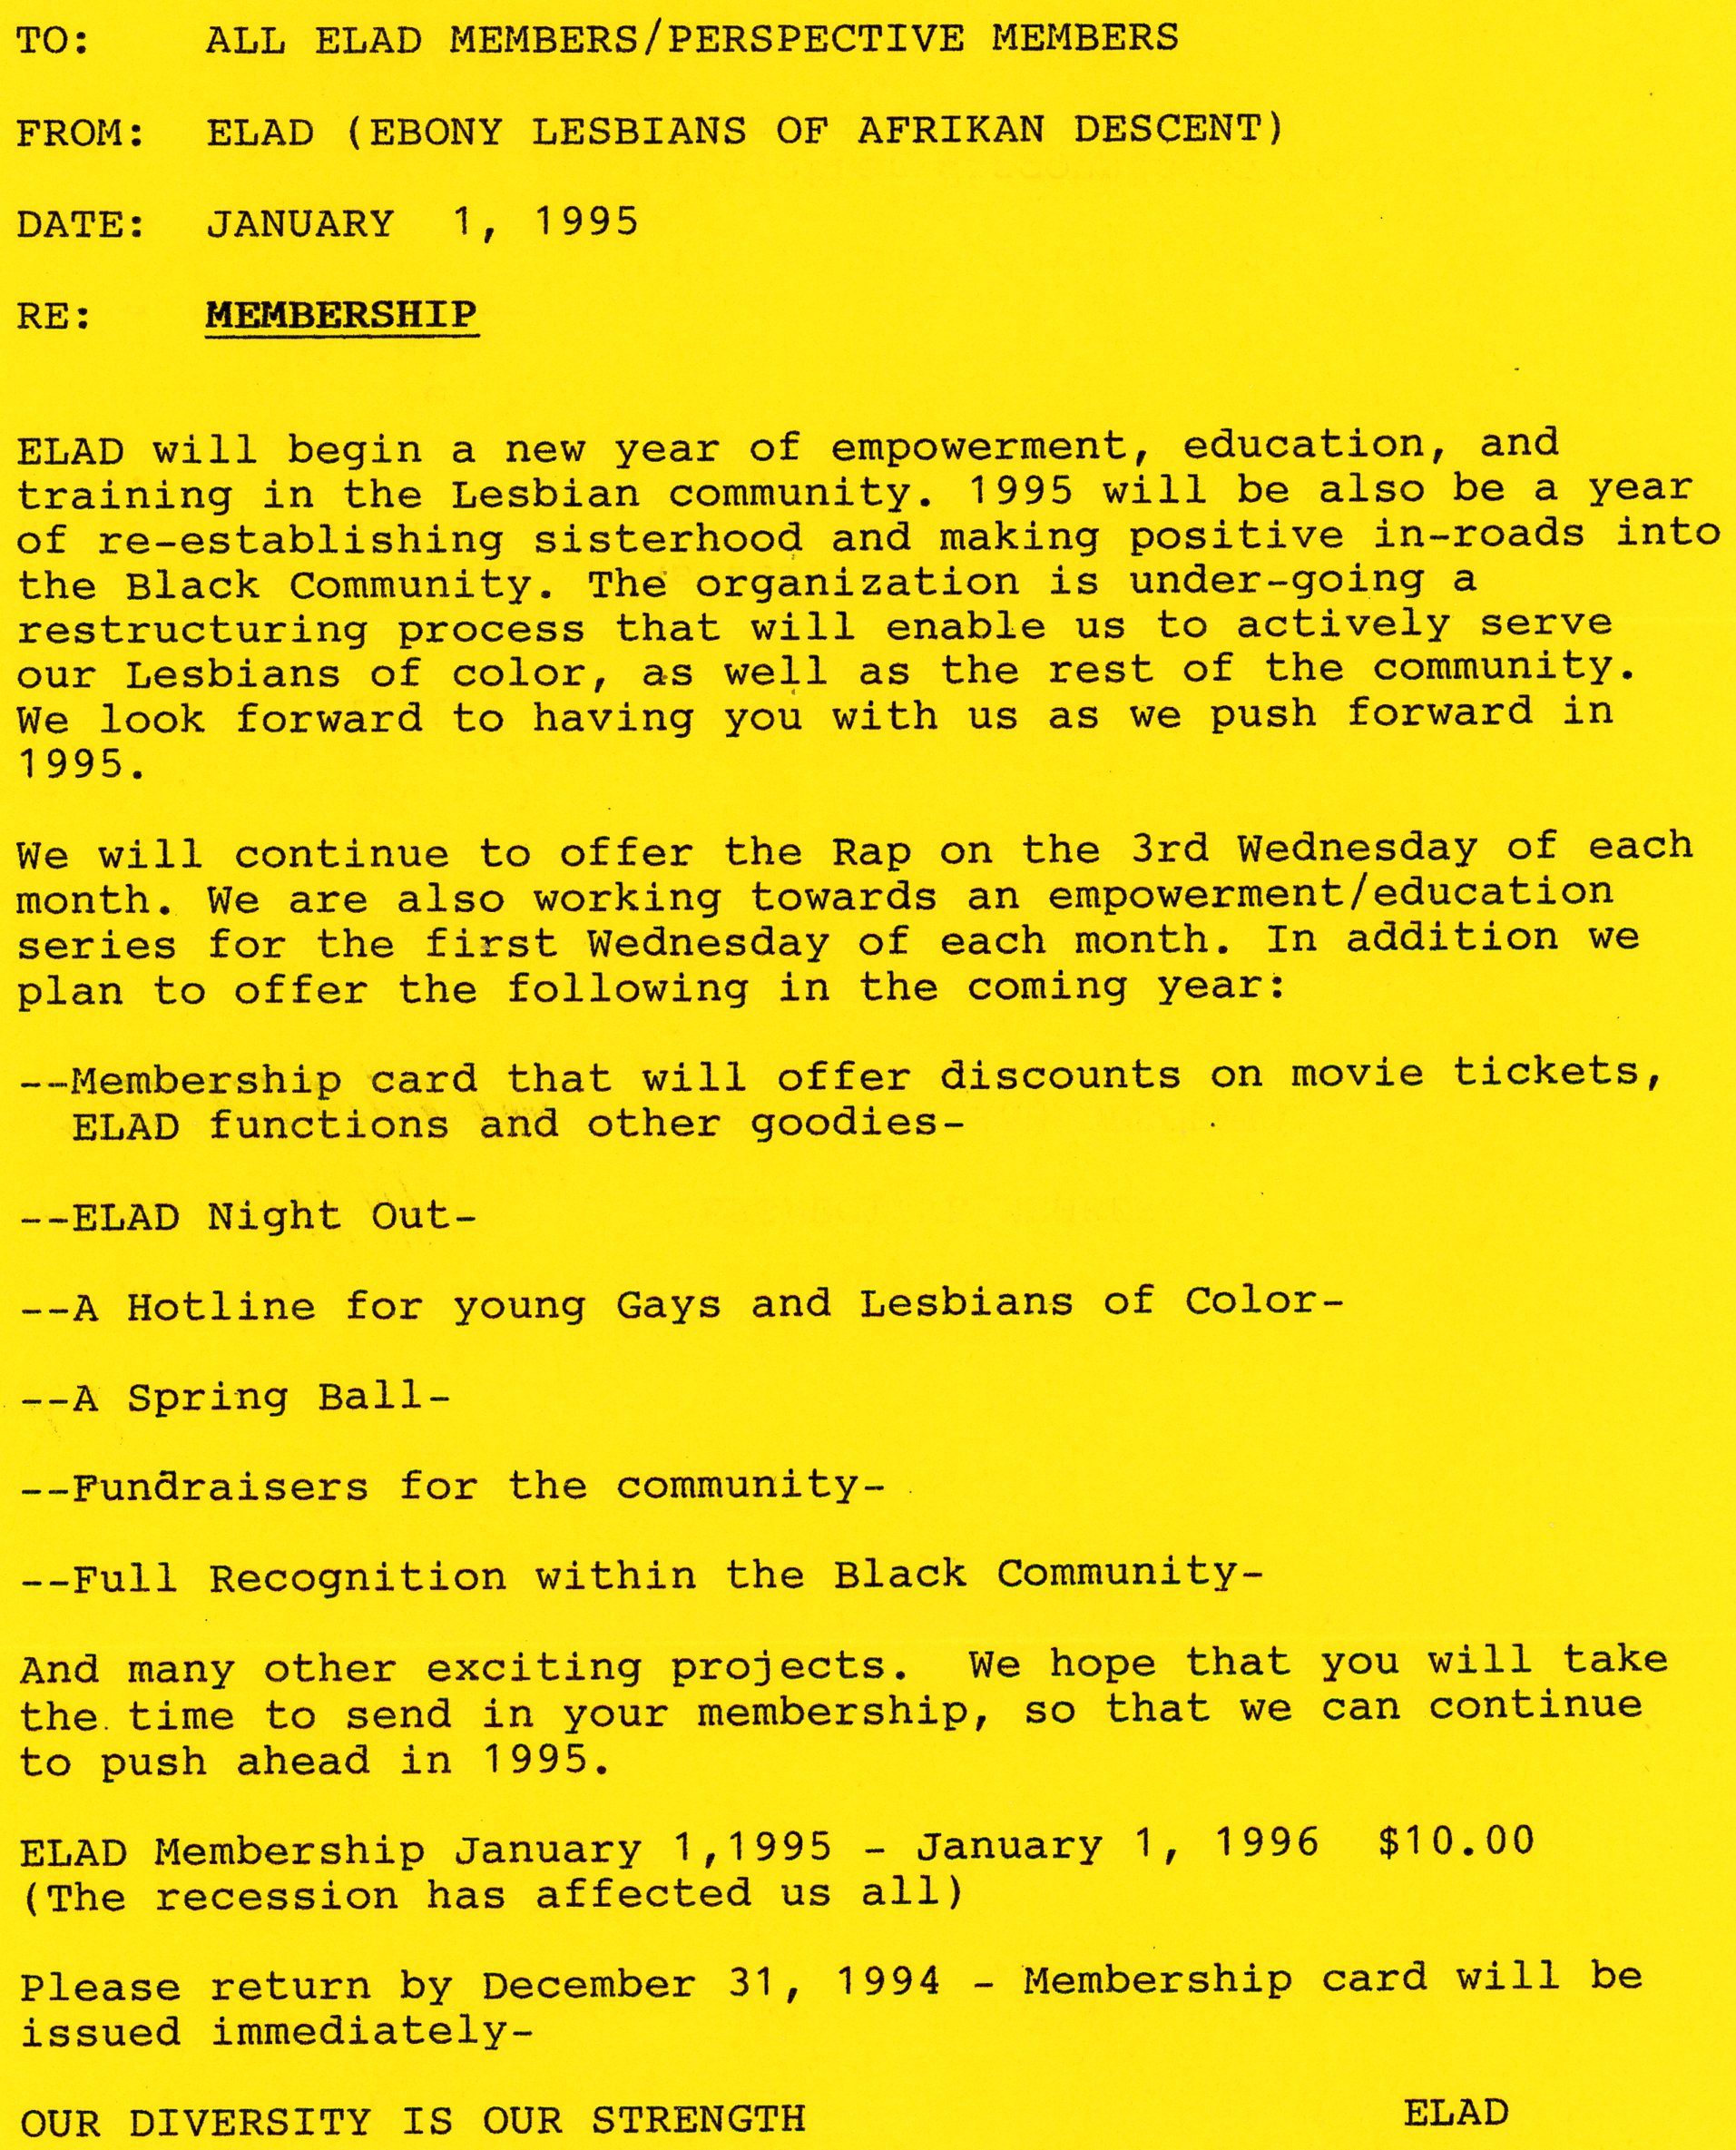 TO: ALL ELAD MEMBERS/PERSPECTIVE MEMBERS
FROM: ELAD (EBONY LESBIANS OF AFRIKAN DESCENT)
DATE: JANUARY 1, 1995
RE: MEMBERSHIP
ELAD will begin a new year of empowerment, education, and
training in the Lesbian community. 1995 will be also be a year
of re-establishing sisterhood and making positive in-roads into
the Black Community. The organization is under-going a
restructuring process that will enable us to actively serve
our Lesbians of color, as well as the rest of the community.
We look forward to having you with us as we push forward in
1995.
We will continue to offer the Rap on the 3rd Wednesday of each
month. We are also working towards an empowerment/education
series for the first Wednesday of each month. In addition we
plan to offer the following in the coming year:
--Membership card that will offer discounts on movie tickets,
ELAD functions and other goodies-
--ELAD Night Out-
--A Hotline for young Gays and Lesbians of Color-
--A Spring Ball-
--Fundraisers for the community-
--Full Recognition within the Black Community-
And many other exciting projects. We hope that you will take
the time to send in your membership, so that we can continue
to push ahead in 1995.
ELAD Membership January 1,1995 - January 1, 1996 $10.00
(The recession has affected us all)
Please return by December 31, 1994 - Membership card will be
issued immediately-
OUR DIVERSITY IS OUR STRENGTH ELAD